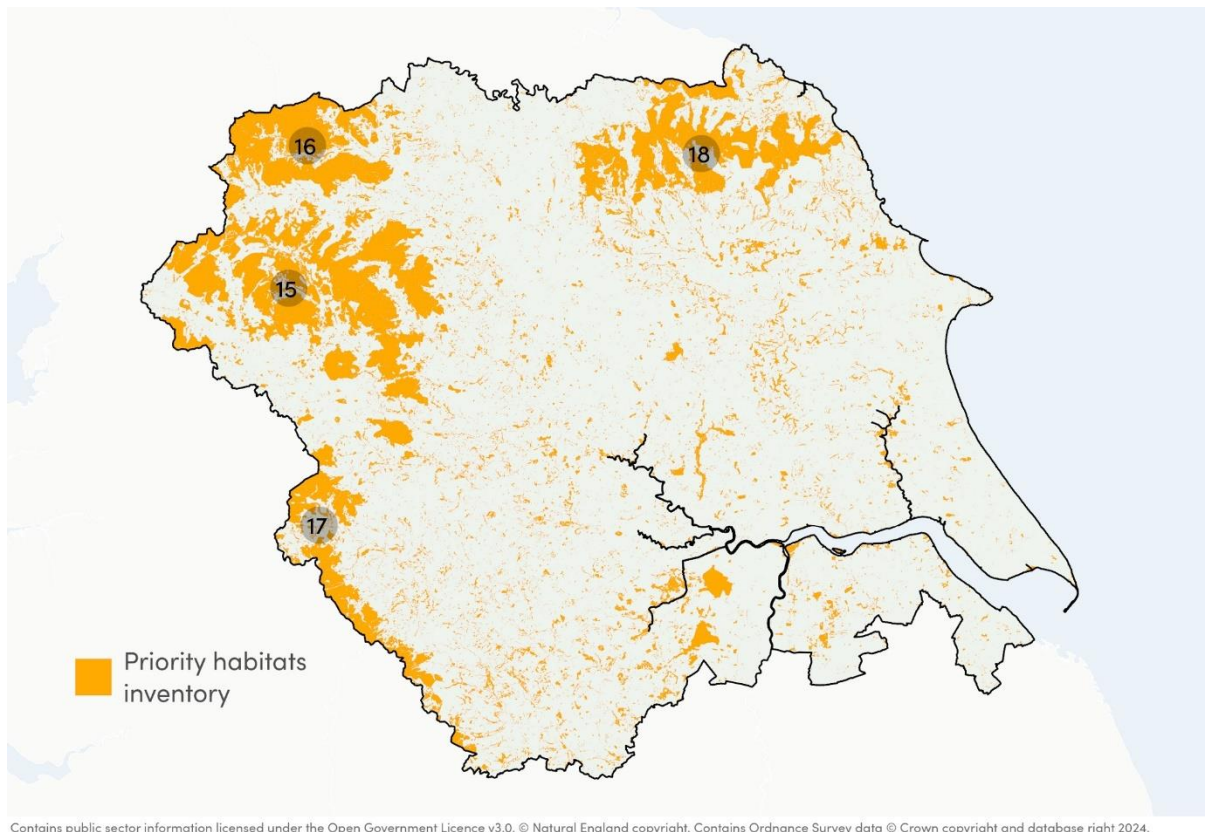 16
18
15
17
Priority habitats
inventory
Contains public sector information licensed under the Open Government Licence v3.0. © Natural England copyright. Contains Ordnance Survey data © Crown copyright and database right 2024.